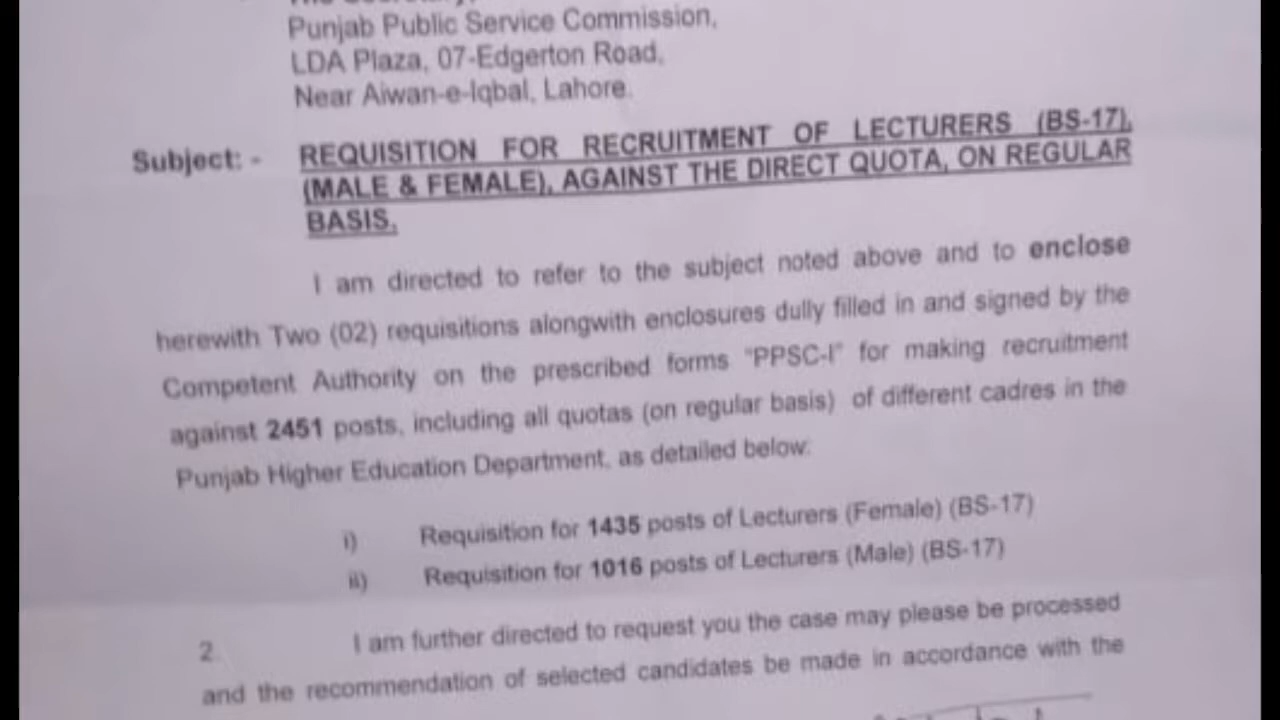 The Secretary,
Punjab Public Service Commission,
LDA Plaza, 07-Edgerton Road,
Near Aiwan-e-Iqbal, Lahore.
Subject: - REQUISITION FOR RECRUITMENT OF LECTURERS (BS-17),
(MALE & FEMALE), AGAINST THE DIRECT QUOTA, ON REGULAR
BASIS.
I am directed to refer to the subject noted above and to enclose
herewith Two (02) requisitions alongwith enclosures dully filled in and signed by the
Competent Authority on the prescribed forms "PPSC-I" for making recruitment
against 2451 posts, including all quotas (on regular basis) of different cadres in the
Punjab Higher Education Department, as detailed below:
i) Requisition for 1435 posts of Lecturers (Female) (BS-17)
ii) Requisition for 1016 posts of Lecturers (Male) (BS-17)
2. I am further directed to request you the case may please be processed
and the recommendation of selected candidates be made in accordance with the